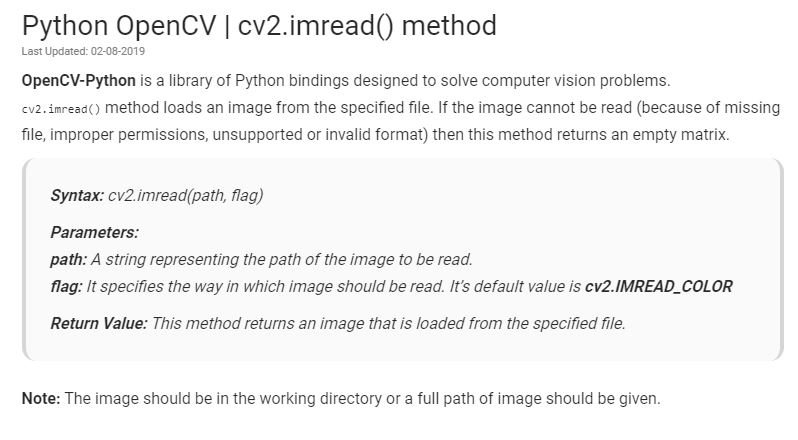 Python OpenCV | cv2.imread() method
Last Updated: 02-08-2019
OpenCV-Python is a library of Python bindings designed to solve computer vision problems.
cv2.imread() method loads an image from the specified file. If the image cannot be read (because of missing
file, improper permissions, unsupported or invalid format) then this method returns an empty matrix.
Syntax: cv2.imread(path, flag)
Parameters:
path: A string representing the path of the image to be read.
flag: It specifies the way in which image should be read. It’s default value is cv2.IMREAD_COLOR
Return Value: This method returns an image that is loaded from the specified file.
Note: The image should be in the working directory or a full path of image should be given.